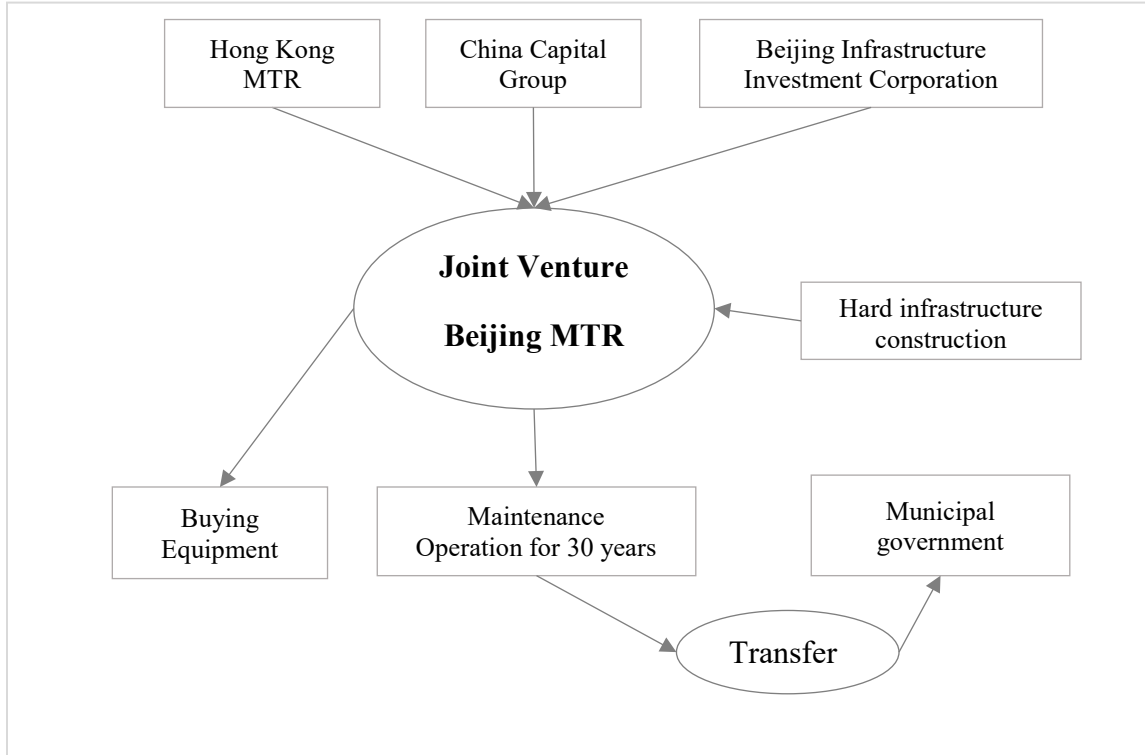 Hong Kong
MTR
China Capital
Group
Beijing Infrastructure
Investment Corporation
Joint Venture
Beijing MTR
Hard infrastructure
construction
Buying
Equipment
Maintenance
Operation for 30 years
Municipal
government
Transfer